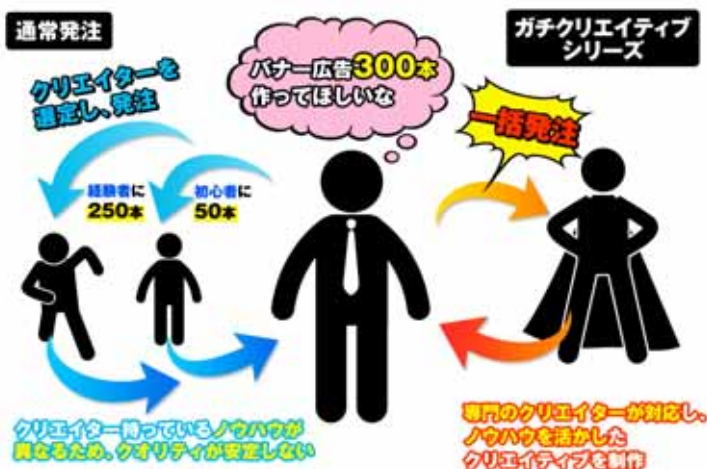 通常発注
ガチクリエイティブ
シリーズ
バナー広告300本
作ってほしいな
クリエイターを
選定し、発注
一括発注
経験者に
250本
初心者に
50本
クリエイター持っているノウハウが
異なるため、クオリティが安定しない
専門のクリエイターが対応し、
ノウハウを活かした
クリエイティブを制作